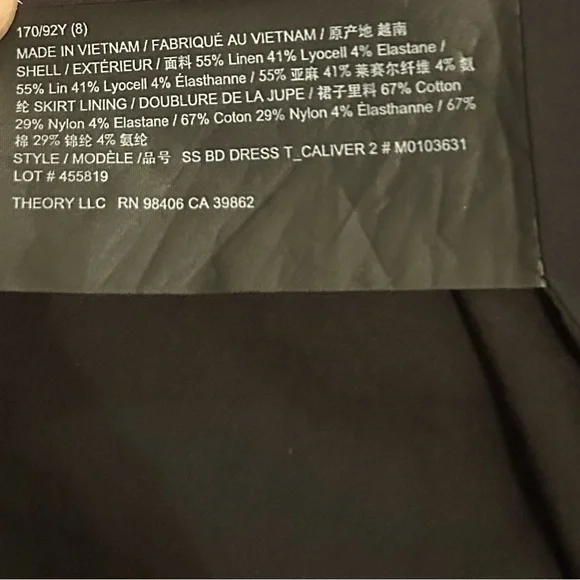 170/92Y (8)
MADE IN VIETNAM / FABRIQUÉ AU VIETNAM / 原产地 越南
SHELL / EXTÉRIEUR / 面料 55% Linen 41% Lyocell 4% Elastane /
55% Lin 41% Lyocell 4% Élasthanne / 55% 亚麻 41% 莱赛尔纤维 4% 氨
纶 SKIRT LINING / DOUBLURE DE LA JUPE / 裙子里料 67% Cotton
29% Nylon 4% Elastane / 67% Coton 29% Nylon 4% Élasthanne / 67%
棉 29% 锦纶 4% 氨纶
STYLE / MODÈLE /品号 SS BD DRESS T_CALIVER 2 # M0103631
LOT # 455819
THEORY LLC RN 98406 CA 39862